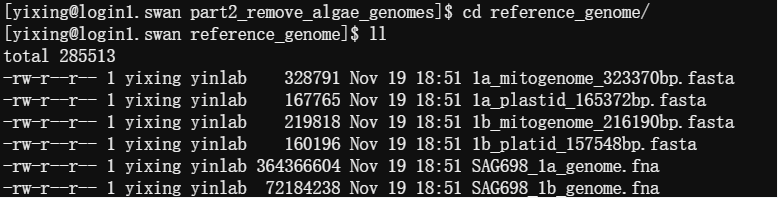 [yixing@login1.swan part2_remove_algae_genomes]$ cd reference_genome/
[yixing@login1.swan reference_genome]$ ll
total 285513
-rw-r--r-- 1 yixing yinlab    328791 Nov 19 18:51 1a_mitogenome_323370bp.fasta
-rw-r--r-- 1 yixing yinlab    167765 Nov 19 18:51 1a_plastid_165372bp.fasta
-rw-r--r-- 1 yixing yinlab    219818 Nov 19 18:51 1b_mitogenome_216190bp.fasta
-rw-r--r-- 1 yixing yinlab    160196 Nov 19 18:51 1b_platid_157548bp.fasta
-rw-r--r-- 1 yixing yinlab 364366604 Nov 19 18:51 SAG698_1a_genome.fna
-rw-r--r-- 1 yixing yinlab  72184238 Nov 19 18:51 SAG698_1b_genome.fna